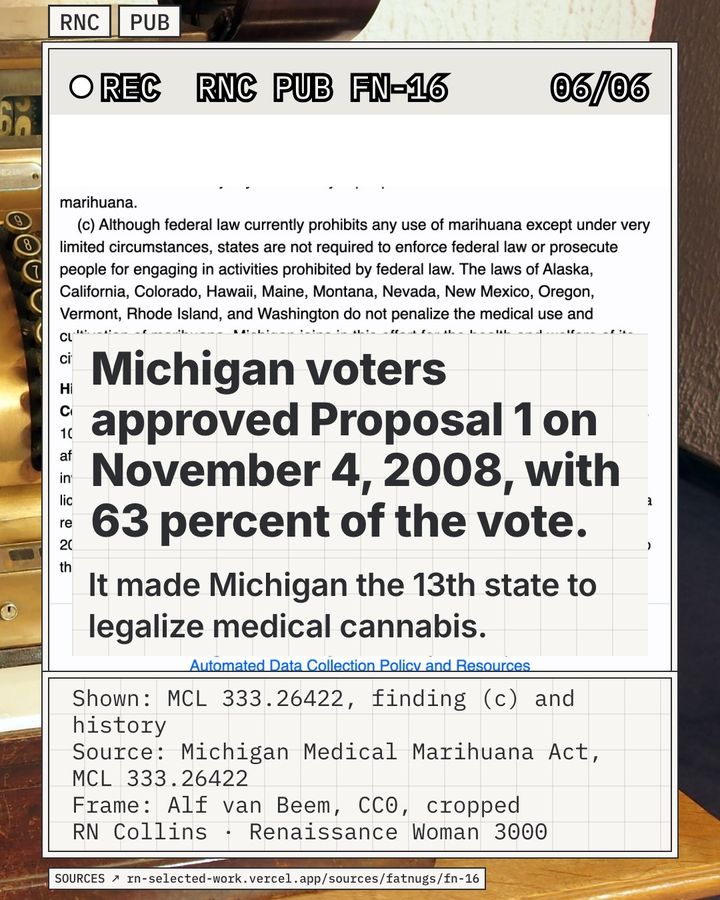 RNC PUB
REC RNC PUB FN-16 06/06
marihuana.
(c) Although federal law currently prohibits any use of marihuana except under very
limited circumstances, states are not required to enforce federal law or prosecute
people for engaging in activities prohibited by federal law. The laws of Alaska,
California, Colorado, Hawaii, Maine, Montana, Nevada, New Mexico, Oregon,
Vermont, Rhode Island, and Washington do not penalize the medical use and
Michigan voters
approved Proposal 1 on
November 4, 2008, with
63 percent of the vote.
It made Michigan the 13th state to
legalize medical cannabis.
Automated Data Collection Policy and Resources
Shown: MCL 333.26422, finding (c) and
history
Source: Michigan Medical Marihuana Act,
MCL 333.26422
Frame: Alf van Beem, CC0, cropped
RN Collins · Renaissance Woman 3000
SOURCES ↗ rn-selected-work.vercel.app/sources/fatnugs/fn-16
9
8
7